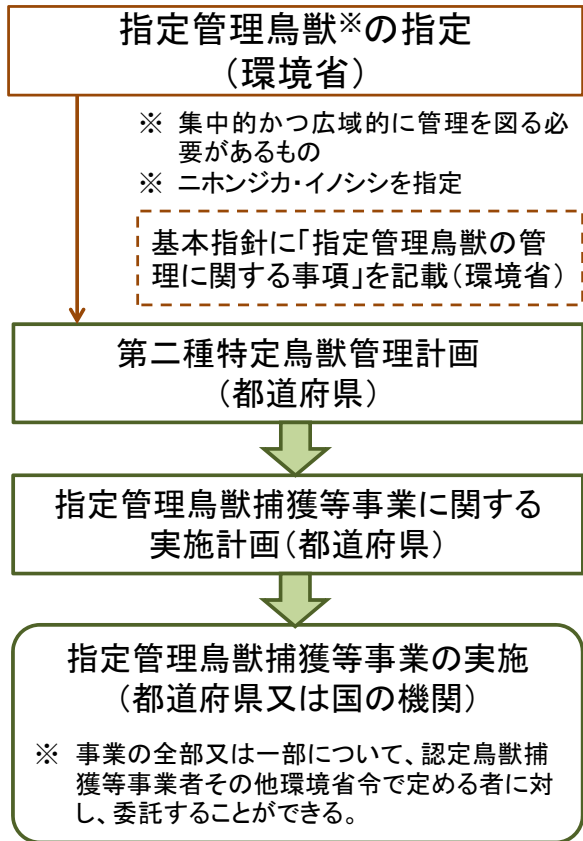 指定管理鳥獣※の指定
（環境省）
※ 集中的かつ広域的に管理を図る必
要があるもの
※ ニホンジカ・イノシシを指定
基本指針に「指定管理鳥獣の管
理に関する事項」を記載（環境省）
第二種特定鳥獣管理計画
（都道府県）
指定管理鳥獣捕獲等事業に関する
実施計画（都道府県）
指定管理鳥獣捕獲等事業の実施
（都道府県又は国の機関）
※ 事業の全部又は一部について、認定鳥獣捕
獲等事業者その他環境省令で定める者に対
し、委託することができる。